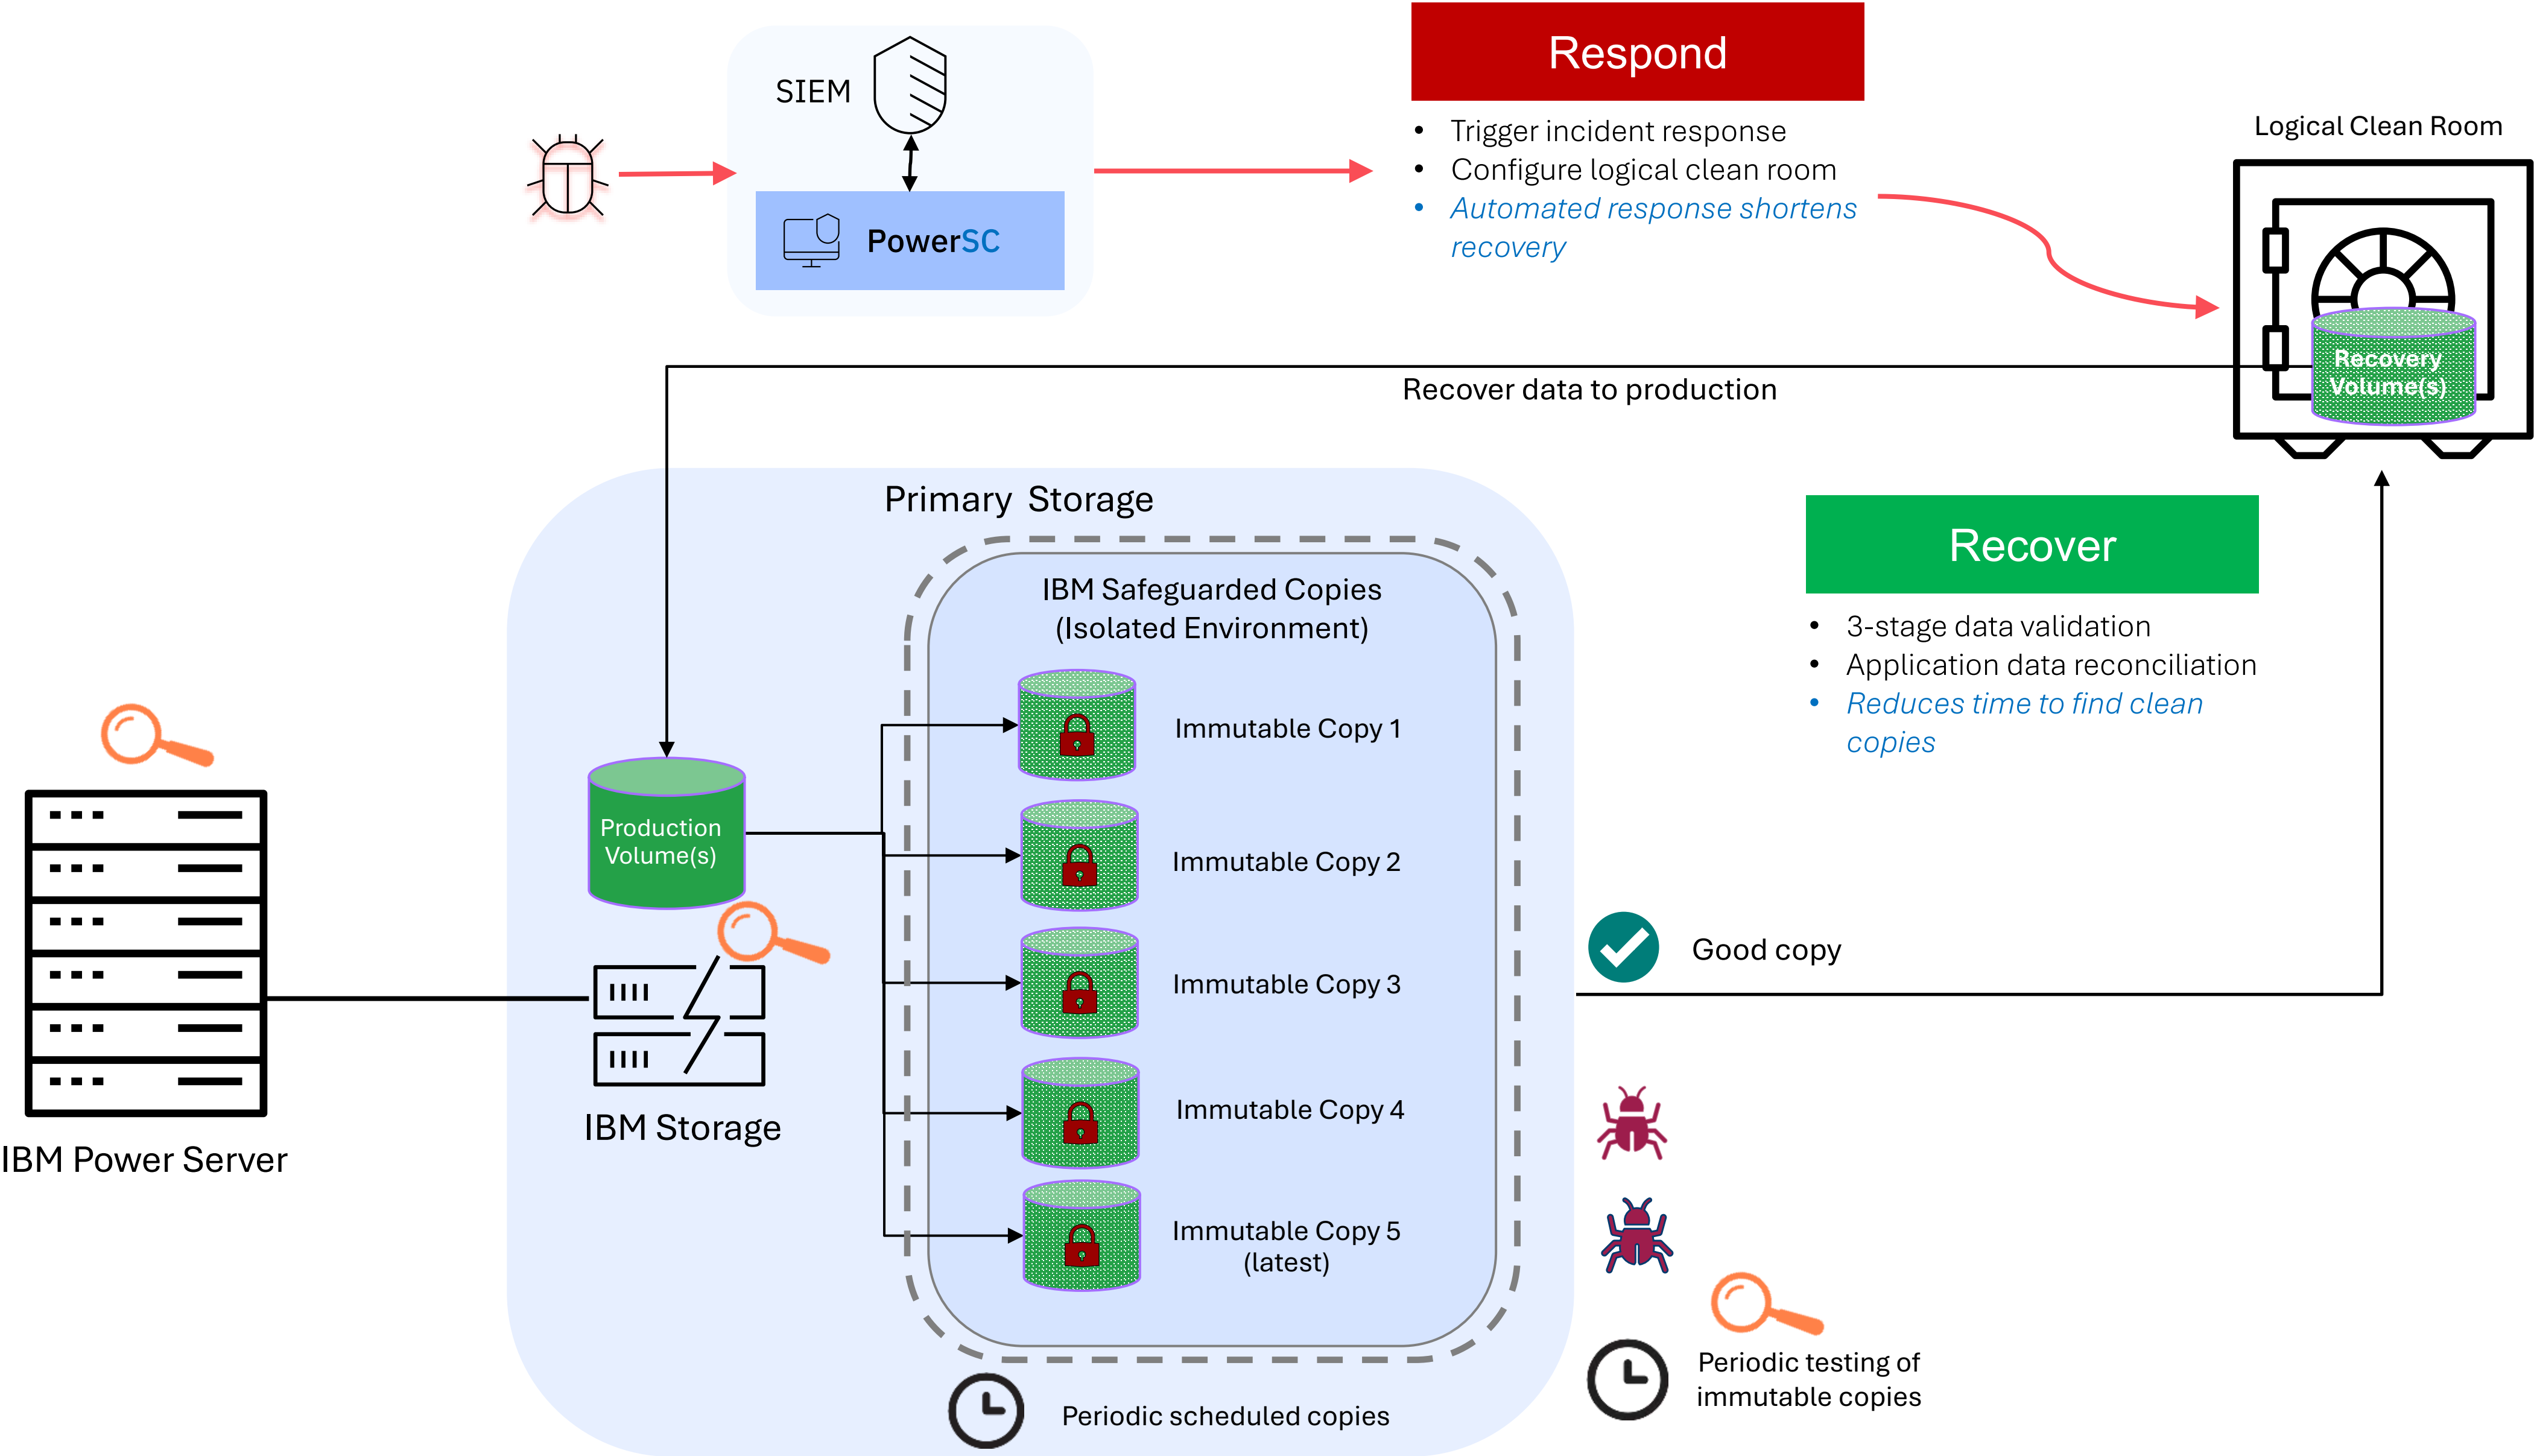 SIEM
PowerSC
Respond
• Trigger incident response
• Configure logical clean room
• Automated response shortens
recovery
Logical Clean Room
Recovery
Volume(s)
Recover data to production
Primary Storage
IBM Safeguarded Copies
(Isolated Environment)
Recover
• 3-stage data validation
• Application data reconciliation
• Reduces time to find clean
copies
Immutable Copy 1
Production
Volume(s)
Immutable Copy 2
Immutable Copy 3
Immutable Copy 4
Immutable Copy 5
(latest)
Good copy
IBM Storage
IBM Power Server
Periodic testing of
immutable copies
Periodic scheduled copies